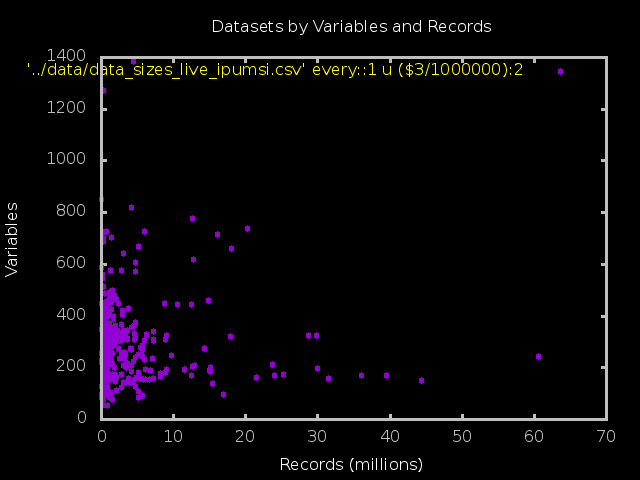 Datasets by Variables and Records
1400
'../data/data_sizes_live_ipumsi.csv' every::1 u ($3/1000000):2
1200
1000
800
Variables
600
400
200
0
0 10 20 30 40 50 60 70
Records (millions)